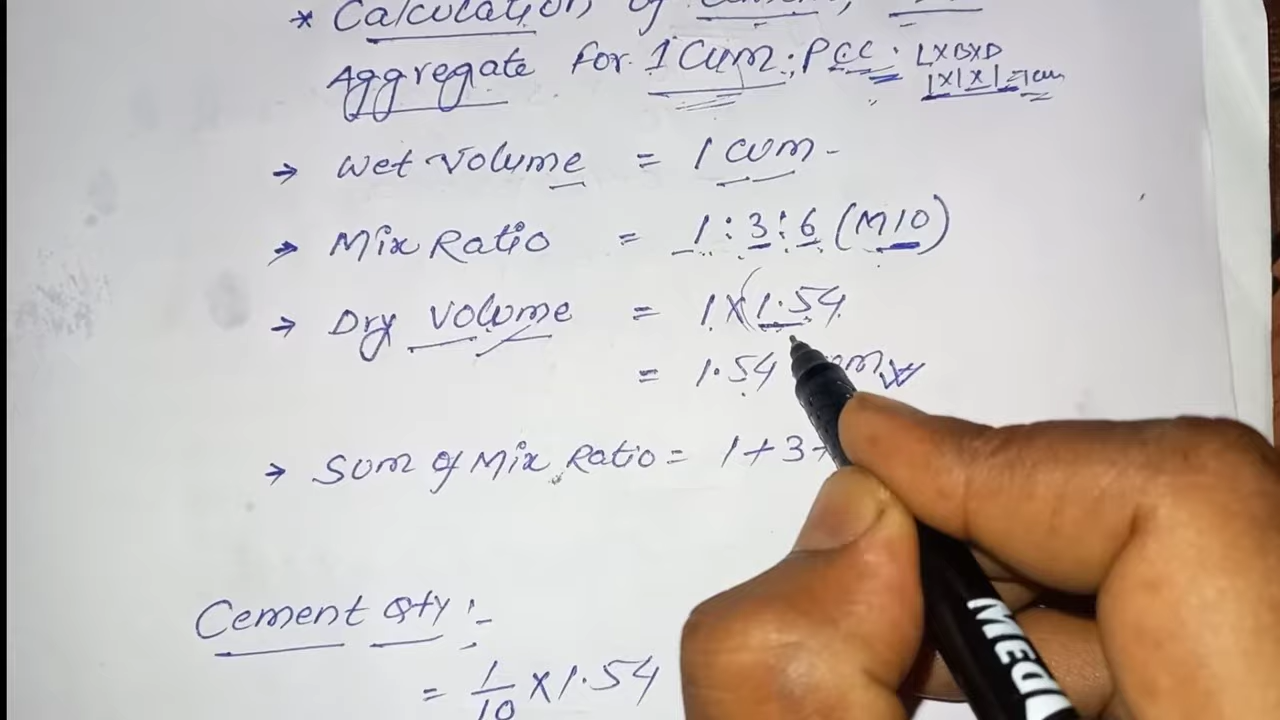 * Calculation of Cement,
Aggregate for 1 Cum : PCC . LXBXD
1X1X1=1cum
→ Wet Volume = 1 cum -
→ Mix Ratio = 1 : 3 : 6 (M10)
→ Dry Volume = 1 X (1.54
= 1.54
→ Sum of Mix Ratio = 1 + 3 +
Cement Qty :-
= 1/10 X 1.54
MEDI